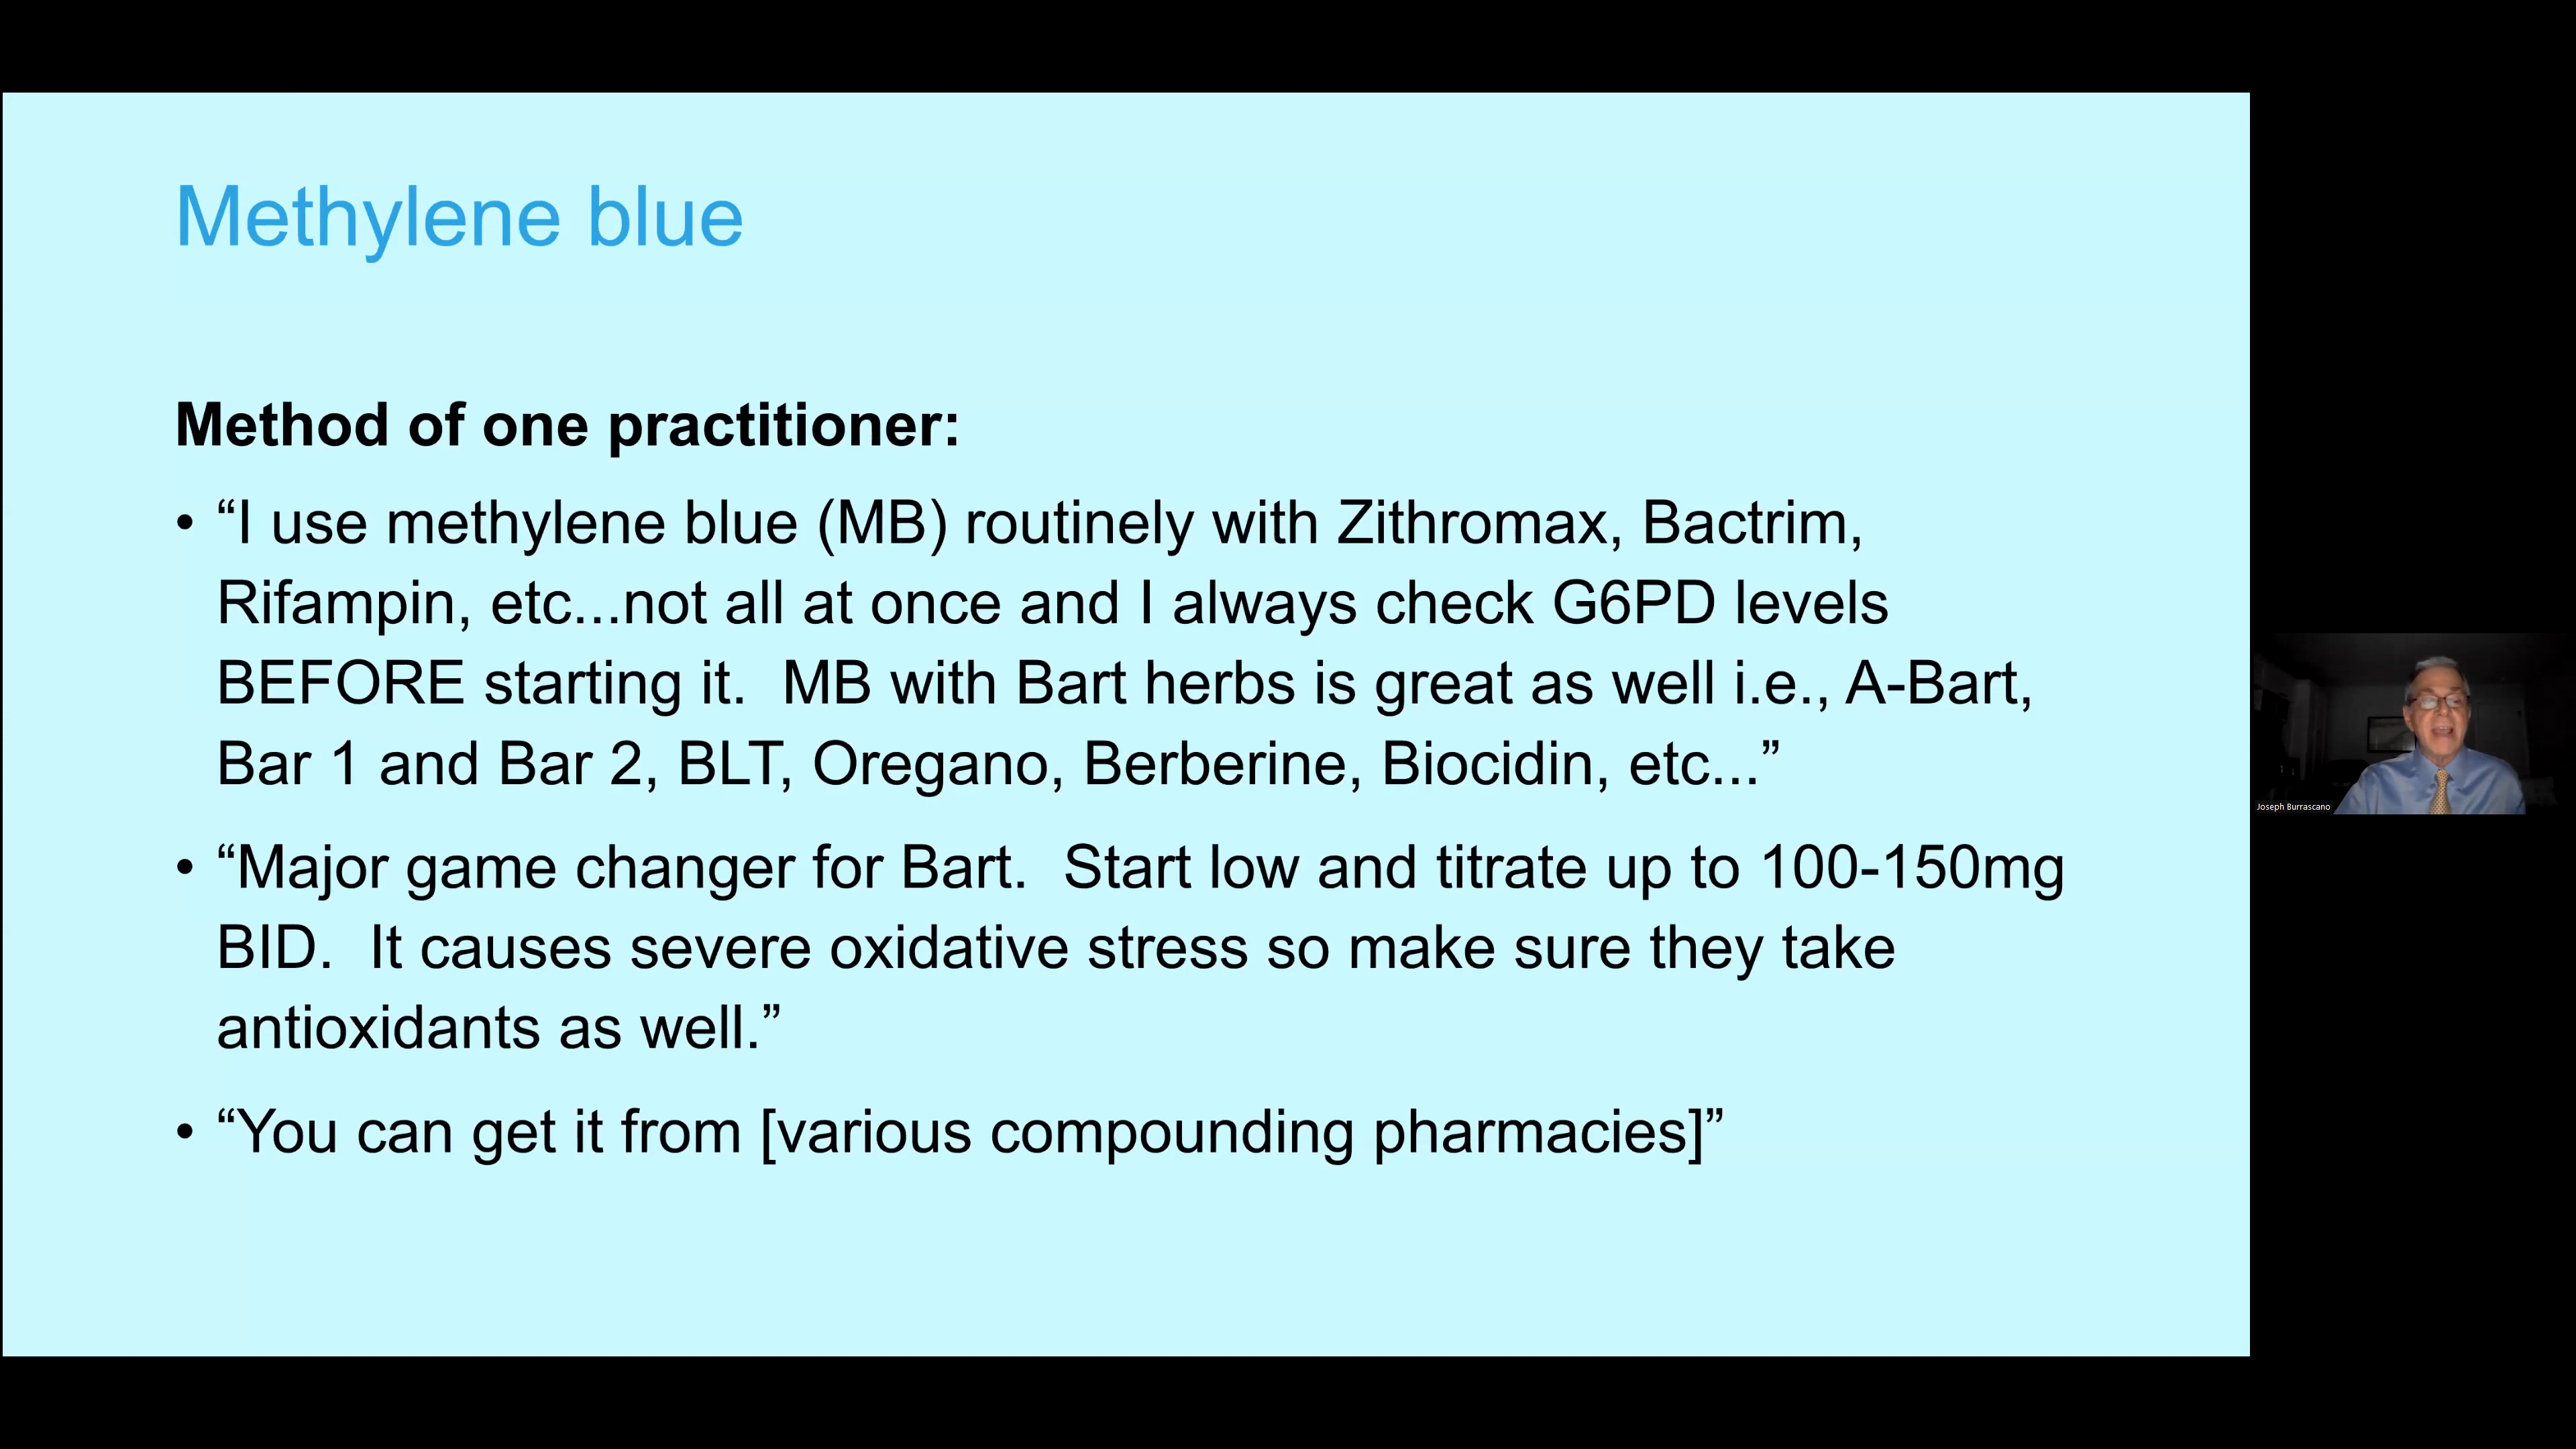 Methylene blue
Method of one practitioner:
• “I use methylene blue (MB) routinely with Zithromax, Bactrim,
Rifampin, etc...not all at once and I always check G6PD levels
BEFORE starting it.  MB with Bart herbs is great as well i.e., A-Bart,
Bar 1 and Bar 2, BLT, Oregano, Berberine, Biocidin, etc...”
• “Major game changer for Bart.  Start low and titrate up to 100-150mg
BID.  It causes severe oxidative stress so make sure they take
antioxidants as well.”
• “You can get it from [various compounding pharmacies]”
Joseph Burrascano